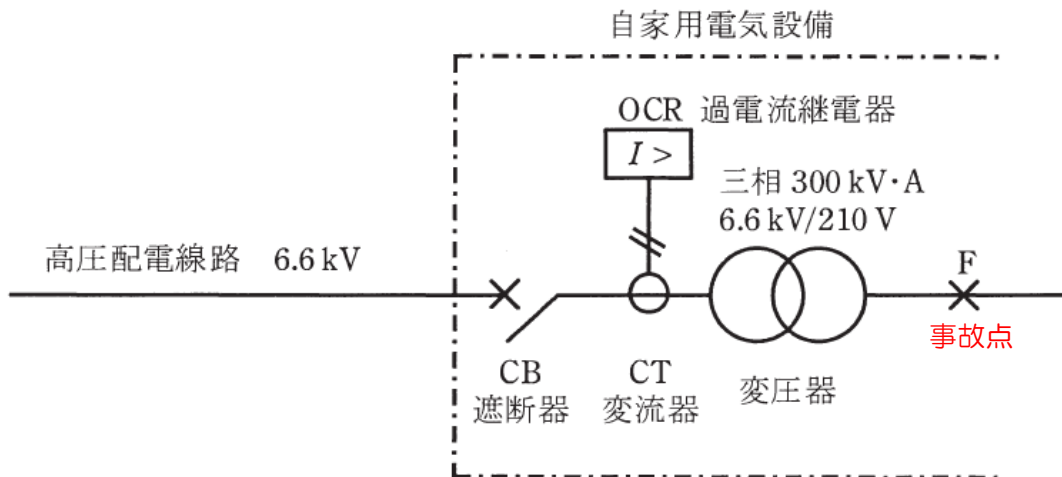 自家用電気設備
OCR 過電流継電器
I >
三相 300 kV·A
6.6 kV/210 V
高圧配電線路 6.6 kV
F
事故点
CB
遮断器
CT
変流器
変圧器